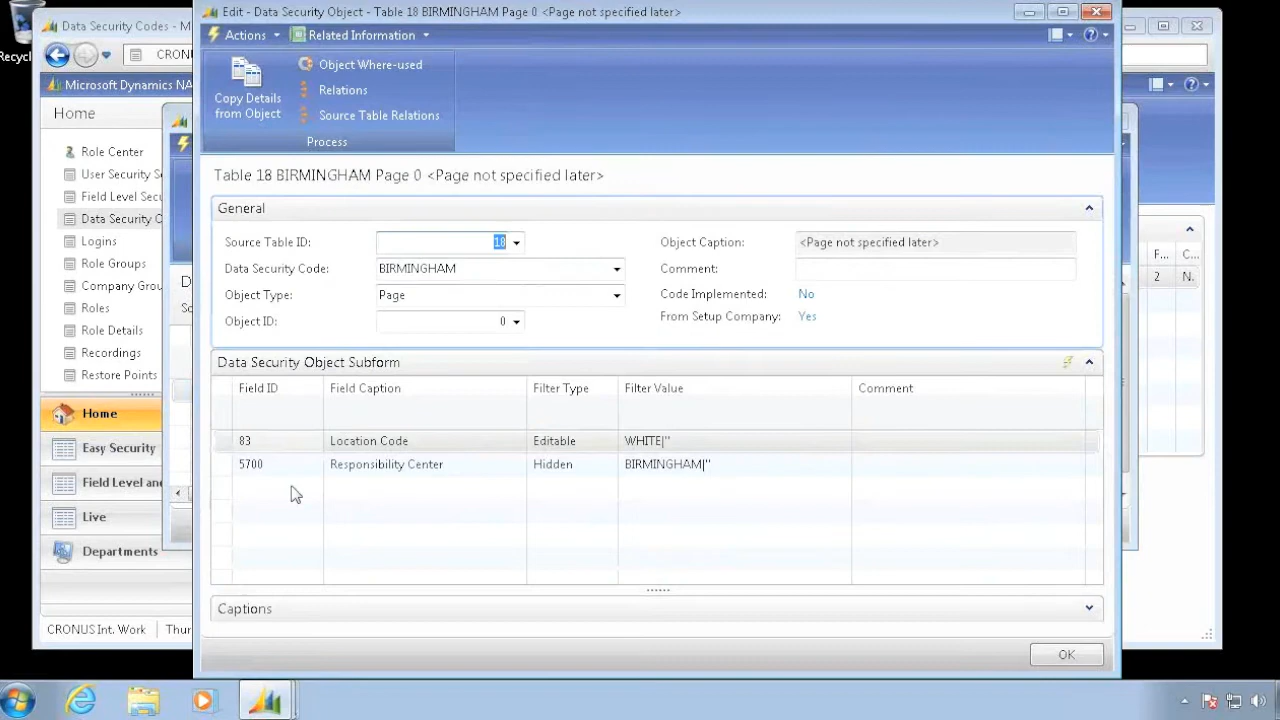 Edit - Data Security Object - Table 18 BIRMINGHAM Page 0 <Page not specified later>
Data Security Codes - M
Recycl
CRONU
Actions
Related Information
Microsoft Dynamics NA
Home
Copy Details from Object
Object Where-used
Relations
Source Table Relations
Process
Role Center
User Security S
Field Level Secu
Data Security O
Logins
Role Groups
Company Grou
Roles
Role Details
Recordings
Restore Points
Home
Easy Security
Field Level and
Live
Departments
CRONUS Int. Work
Thur
D
So
Table 18 BIRMINGHAM Page 0 <Page not specified later>
General
Source Table ID:
18
Object Caption:
<Page not specified later>
Data Security Code:
BIRMINGHAM
Comment:
Object Type:
Page
Code Implemented:
No
Object ID:
0
From Setup Company:
Yes
Data Security Object Subform
Field ID
Field Caption
Filter Type
Filter Value
Comment
83
Location Code
Editable
WHITE|''
5700
Responsibility Center
Hidden
BIRMINGHAM|''
Captions
OK
F...
C...
2
N.